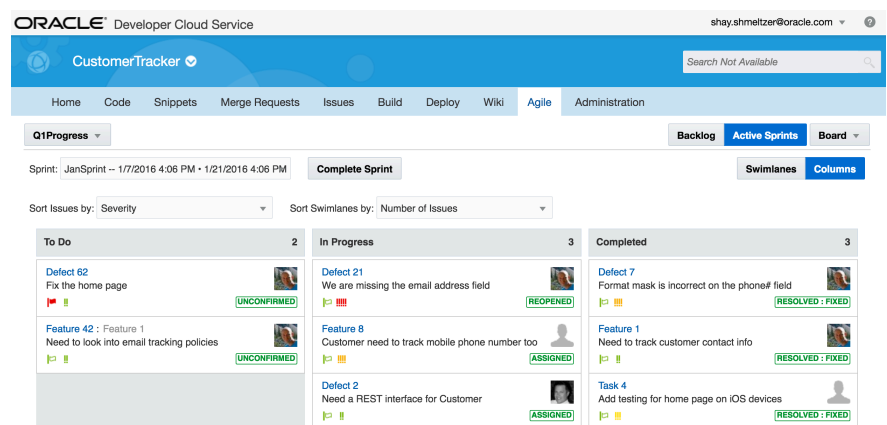 ORACLE® Developer Cloud Service
shay.shmeltzer@oracle.com
?
CustomerTracker
Search Not Available
Home Code Snippets Merge Requests Issues Build Deploy Wiki Agile Administration
Q1Progress
Backlog Active Sprints Board
Sprint: JanSprint -- 1/7/2016 4:06 PM • 1/21/2016 4:06 PM
Complete Sprint
Swimlanes Columns
Sort Issues by: Severity
Sort Swimlanes by: Number of Issues
To Do 2
Defect 62
Fix the home page
!!
UNCONFIRMED
Feature 42 : Feature 1
Need to look into email tracking policies
!!
UNCONFIRMED
In Progress 3
Defect 21
We are missing the email address field
!!!!!
REOPENED
Feature 8
Customer need to track mobile phone number too
!!!!
ASSIGNED
Defect 2
Need a REST interface for Customer
!!
ASSIGNED
Completed 3
Defect 7
Format mask is incorrect on the phone# field
!!!!
RESOLVED : FIXED
Feature 1
Need to track customer contact info
!!
RESOLVED : FIXED
Task 4
Add testing for home page on iOS devices
!!!
RESOLVED : FIXED